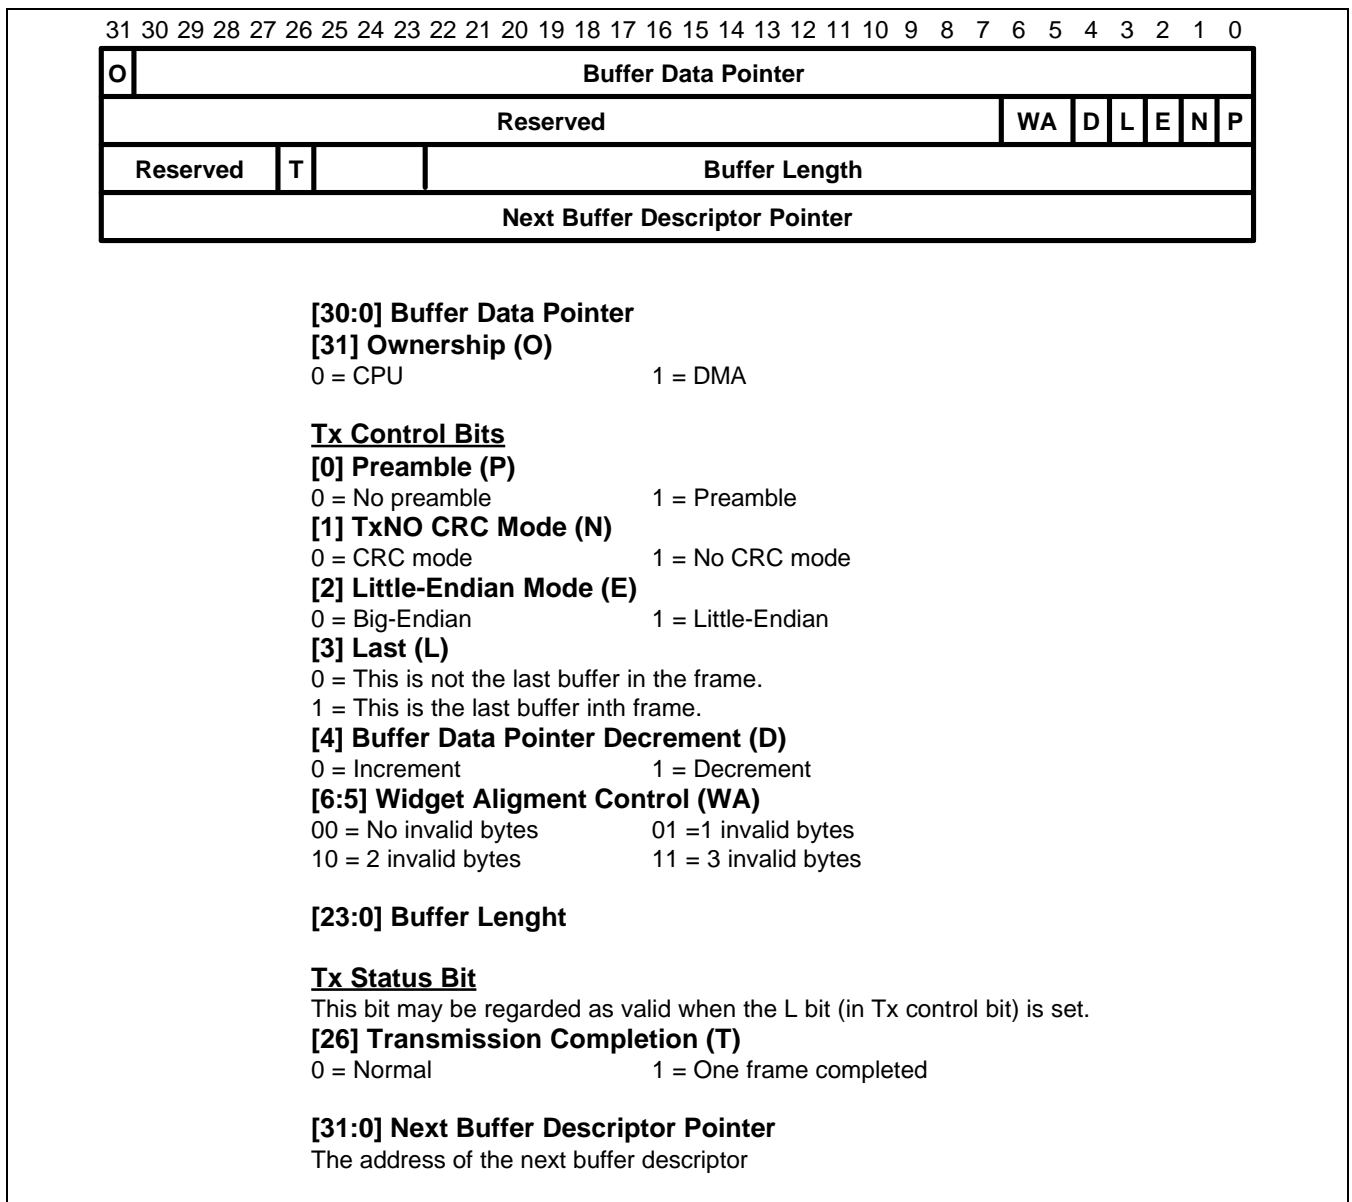 31 30 29 28 27 26 25 24 23 22 21 20 19 18 17 16 15 14 13 12 11 10 9 8 7 6 5 4 3 2 1 0
O Buffer Data Pointer
Reserved WA D L E N P
Reserved T Buffer Length
Next Buffer Descriptor Pointer
[30:0] Buffer Data Pointer
[31] Ownership (O)
0 = CPU 1 = DMA
Tx Control Bits
[0] Preamble (P)
0 = No preamble 1 = Preamble
[1] TxNO CRC Mode (N)
0 = CRC mode 1 = No CRC mode
[2] Little-Endian Mode (E)
0 = Big-Endian 1 = Little-Endian
[3] Last (L)
0 = This is not the last buffer in the frame.
1 = This is the last buffer inth frame.
[4] Buffer Data Pointer Decrement (D)
0 = Increment 1 = Decrement
[6:5] Widget Aligment Control (WA)
00 = No invalid bytes 01 =1 invalid bytes
10 = 2 invalid bytes 11 = 3 invalid bytes
[23:0] Buffer Lenght
Tx Status Bit
This bit may be regarded as valid when the L bit (in Tx control bit) is set.
[26] Transmission Completion (T)
0 = Normal 1 = One frame completed
[31:0] Next Buffer Descriptor Pointer
The address of the next buffer descriptor